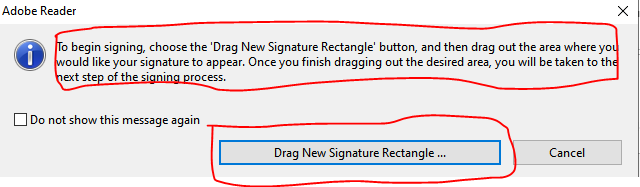 Adobe Reader
To begin signing, choose the 'Drag New Signature Rectangle' button, and then drag out the area where you
would like your signature to appear. Once you finish dragging out the desired area, you will be taken to the
next step of the signing process.
Do not show this message again
Drag New Signature Rectangle ...
Cancel